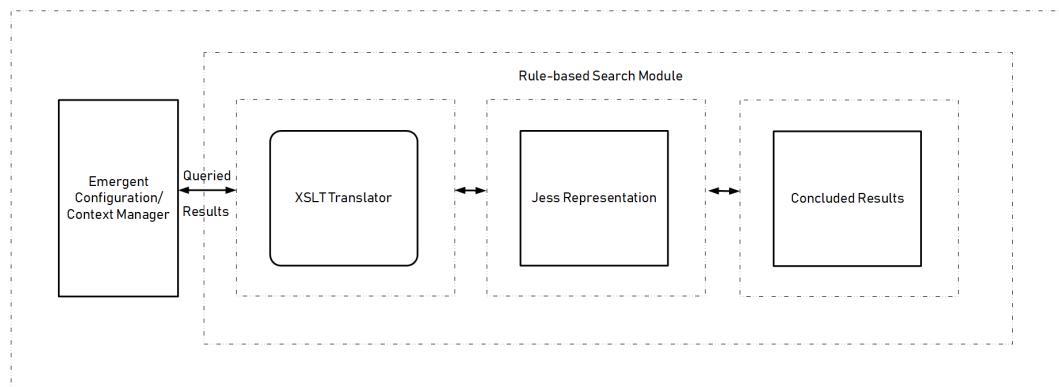 Rule-based Search Module
Queried
Emergent
Configuration/
Context Manager
XSLT Translator
Jess Representation
Concluded Results
Results